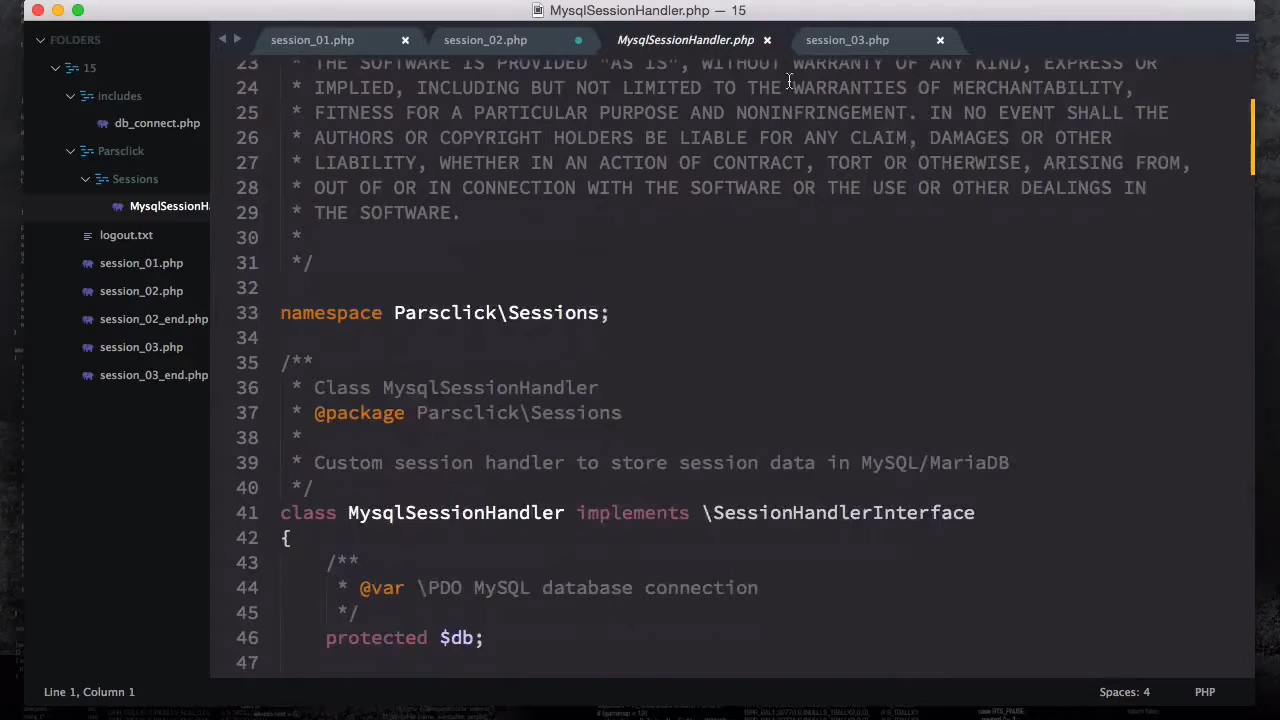 MysqlSessionHandler.php — 15
FOLDERS
15
includes
db_connect.php
Parsclick
Sessions
MysqlSessionHa
logout.txt
session_01.php
session_02.php
session_02_end.php
session_03.php
session_03_end.php
session_01.php × session_02.php MysqlSessionHandler.php × session_03.php ×
23 * THE SOFTWARE IS PROVIDED "AS IS", WITHOUT WARRANTY OF ANY KIND, EXPRESS OR
24 * IMPLIED, INCLUDING BUT NOT LIMITED TO THE WARRANTIES OF MERCHANTABILITY,
25 * FITNESS FOR A PARTICULAR PURPOSE AND NONINFRINGEMENT. IN NO EVENT SHALL THE
26 * AUTHORS OR COPYRIGHT HOLDERS BE LIABLE FOR ANY CLAIM, DAMAGES OR OTHER
27 * LIABILITY, WHETHER IN AN ACTION OF CONTRACT, TORT OR OTHERWISE, ARISING FROM,
28 * OUT OF OR IN CONNECTION WITH THE SOFTWARE OR THE USE OR OTHER DEALINGS IN
29 * THE SOFTWARE.
30 *
31 */
32
33 namespace Parsclick\Sessions;
34
35 /**
36 * Class MysqlSessionHandler
37 * @package Parsclick\Sessions
38 *
39 * Custom session handler to store session data in MySQL/MariaDB
40 */
41 class MysqlSessionHandler implements \SessionHandlerInterface
42 {
43 /**
44 * @var \PDO MySQL database connection
45 */
46 protected $db;
47
Line 1, Column 1
Spaces: 4
PHP